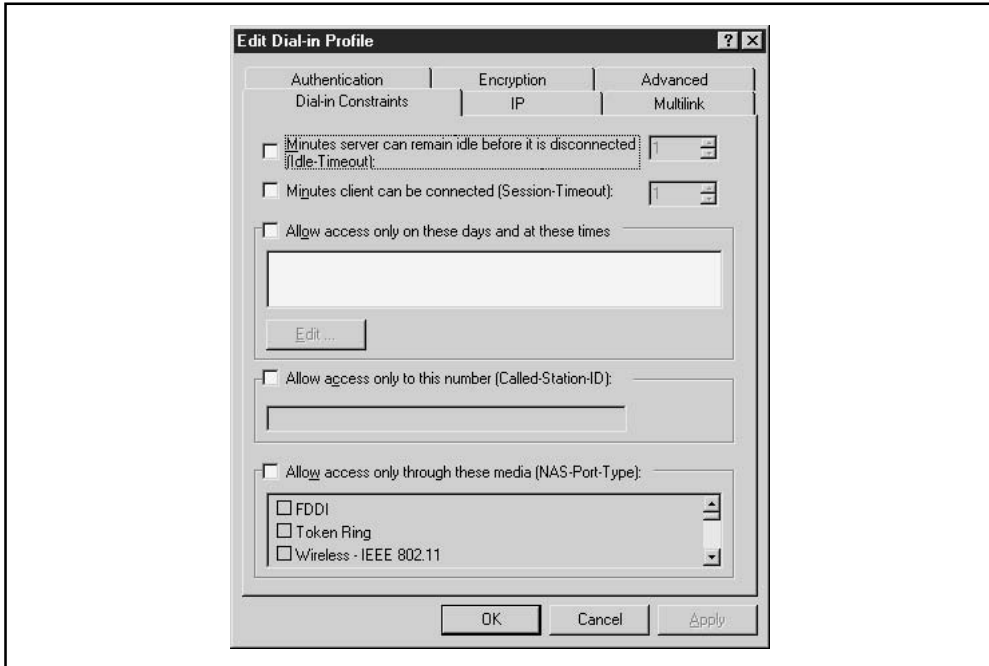 Edit Dial-in Profile
Authentication
Encryption
Advanced
Dial-in Constraints
IP
Multilink
Minutes server can remain idle before it is disconnected
(Idle-Timeout):
1
Minutes client can be connected (Session-Timeout):
1
Allow access only on these days and at these times
Edit ...
Allow access only to this number (Called-Station-ID):
Allow access only through these media (NAS-Port-Type):
FDDI
Token Ring
Wireless - IEEE 802.11
OK
Cancel
Apply